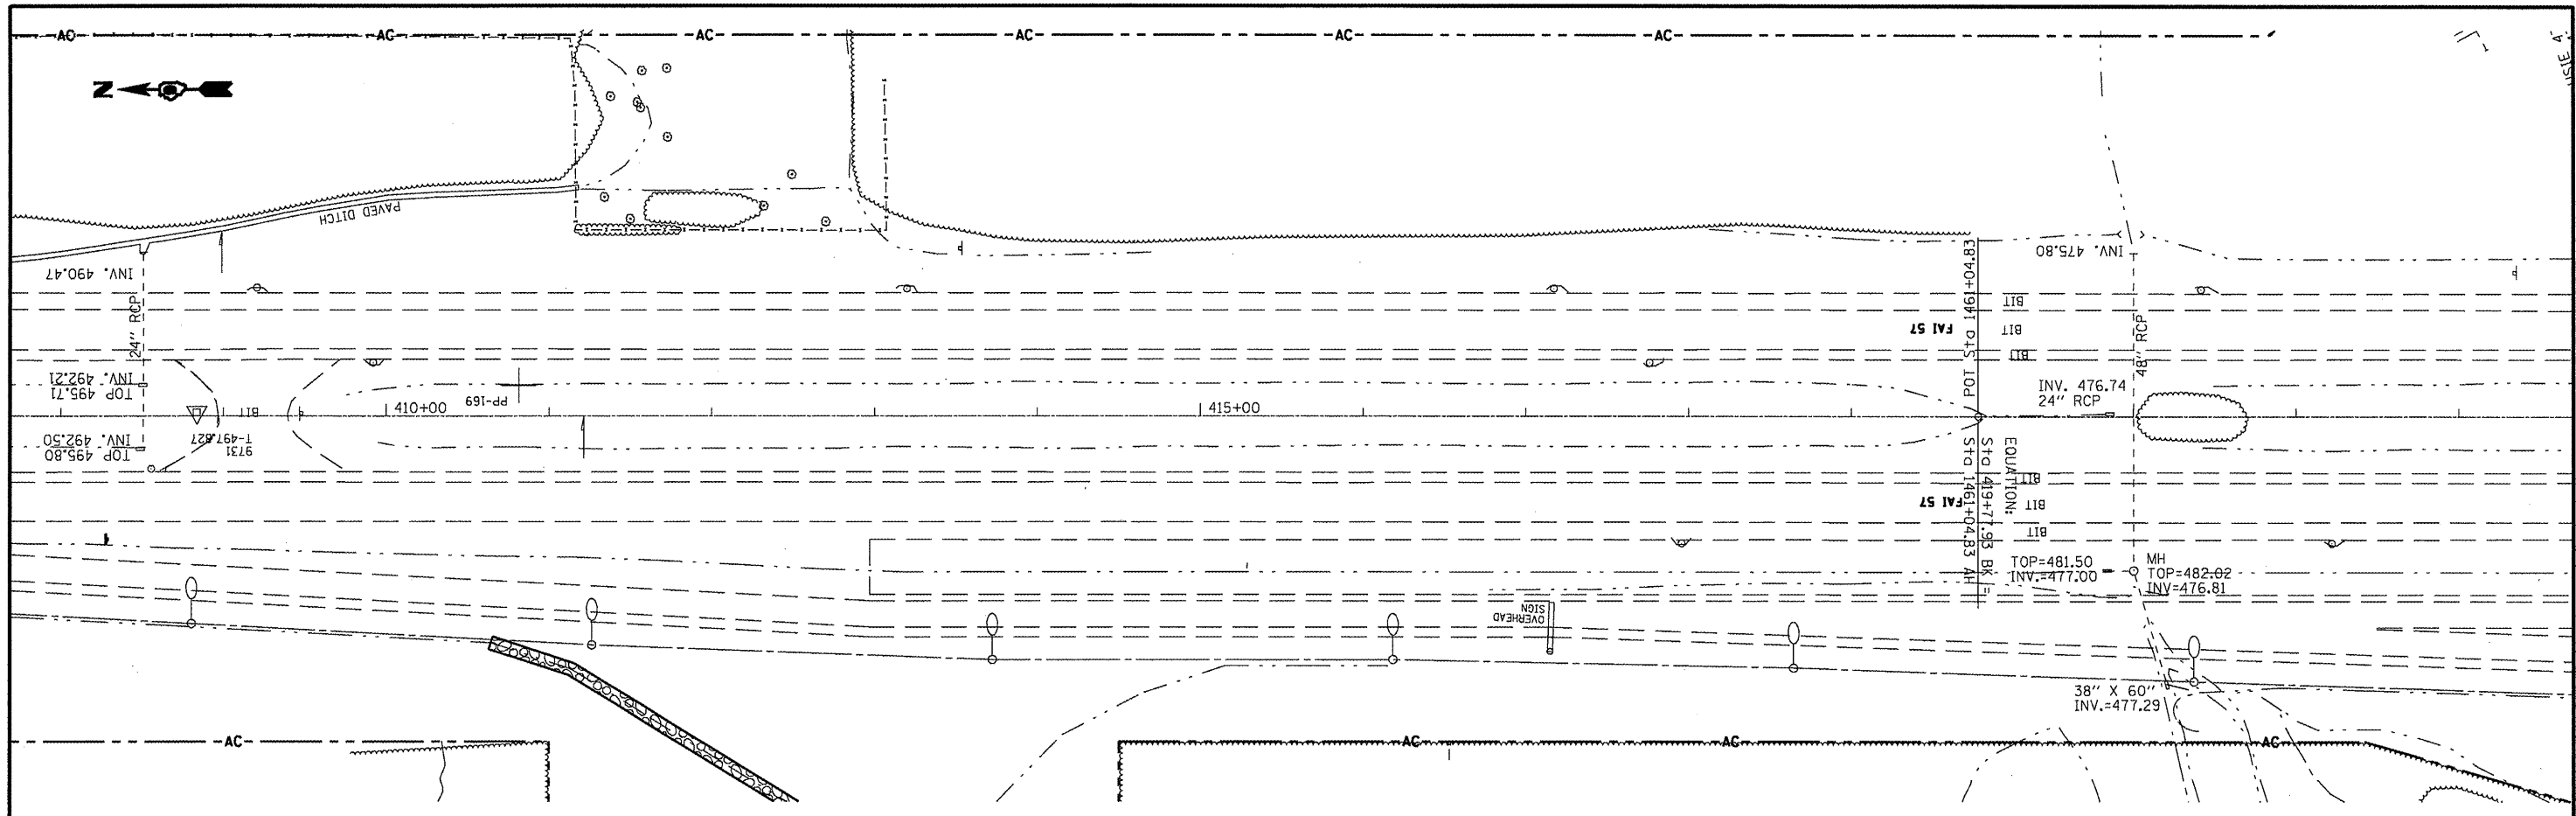 AC AC AC AC AC AC
N
PAVED DITCH
INV. 490.47
24" RCP
INV. 492.21
TOP 495.71
INV. 492.50
TOP 495.80
BIT
9731
T-497.827
410+00
PP-169
415+00
FAI 57
POT Sta 1461+04.83
BIT
BIT
BIT
INV. 475.80
48" RCP
INV. 476.74
24" RCP
EQUATION:
Sta 419+77.93 BK =
Sta 1461+04.83 AH
FAI 57
BIT
BIT
BIT
TOP=481.50
INV.=477.00
MH
TOP=482.02
INV=476.81
OVERHEAD
SIGN
38" X 60"
INV.=477.29
AC AC AC AC